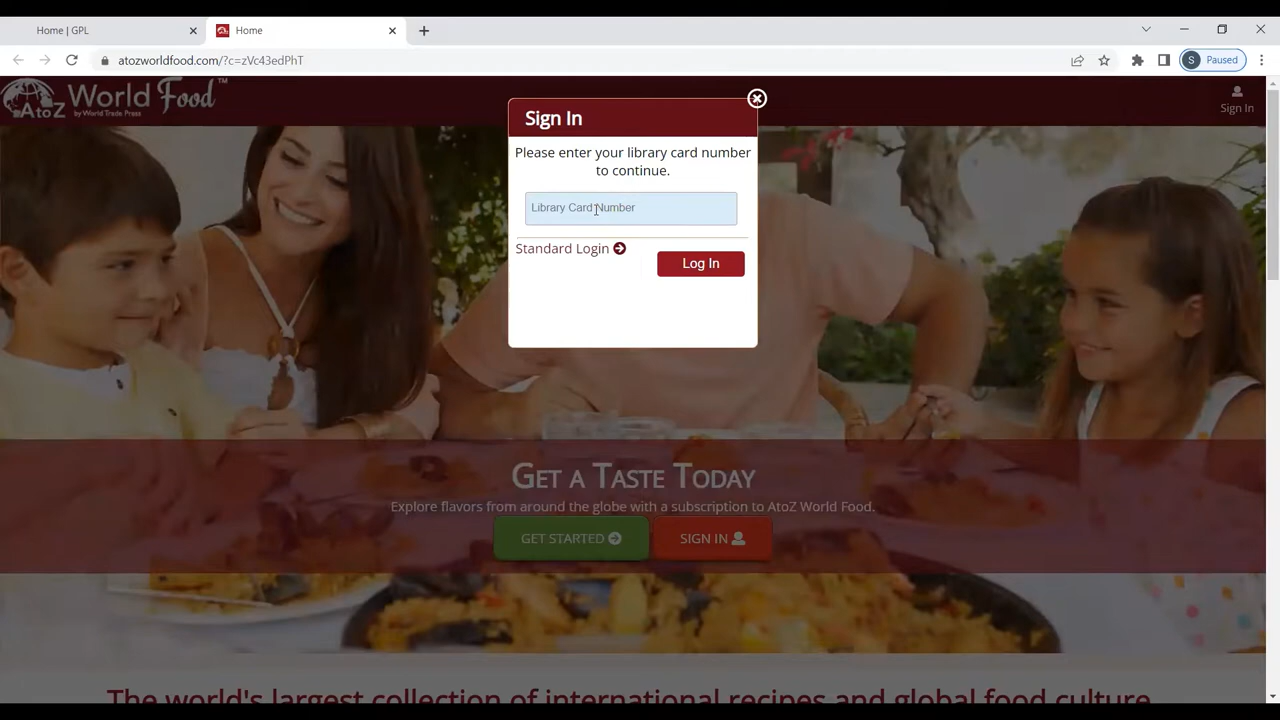 Home | GPL
Home
atozworldfood.com/?c=zVc43edPhT
S
Paused
AtoZ World Food™
by World Trade Press
Sign In
Sign In
Please enter your library card number
to continue.
Library Card Number
Standard Login
Log In
GET A TASTE TODAY
Explore flavors from around the globe with a subscription to AtoZ World Food.
GET STARTED
SIGN IN
The world's largest collection of international recipes and global food culture